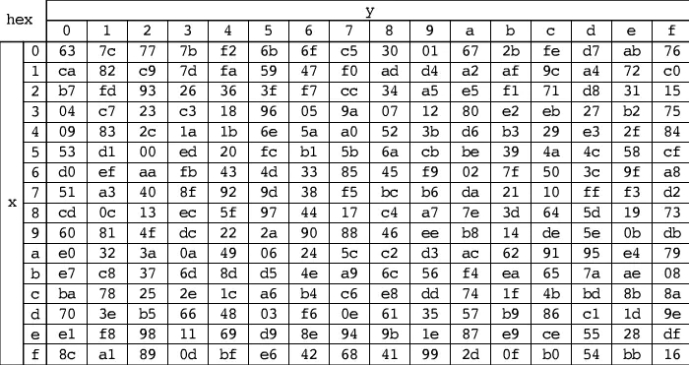 hex y
0 1 2 3 4 5 6 7 8 9 a b c d e f
0 63 7c 77 7b f2 6b 6f c5 30 01 67 2b fe d7 ab 76
1 ca 82 c9 7d fa 59 47 f0 ad d4 a2 af 9c a4 72 c0
2 b7 fd 93 26 36 3f f7 cc 34 a5 e5 f1 71 d8 31 15
3 04 c7 23 c3 18 96 05 9a 07 12 80 e2 eb 27 b2 75
4 09 83 2c 1a 1b 6e 5a a0 52 3b d6 b3 29 e3 2f 84
5 53 d1 00 ed 20 fc b1 5b 6a cb be 39 4a 4c 58 cf
6 d0 ef aa fb 43 4d 33 85 45 f9 02 7f 50 3c 9f a8
x 7 51 a3 40 8f 92 9d 38 f5 bc b6 da 21 10 ff f3 d2
8 cd 0c 13 ec 5f 97 44 17 c4 a7 7e 3d 64 5d 19 73
9 60 81 4f dc 22 2a 90 88 46 ee b8 14 de 5e 0b db
a e0 32 3a 0a 49 06 24 5c c2 d3 ac 62 91 95 e4 79
b e7 c8 37 6d 8d d5 4e a9 6c 56 f4 ea 65 7a ae 08
c ba 78 25 2e 1c a6 b4 c6 e8 dd 74 1f 4b bd 8b 8a
d 70 3e b5 66 48 03 f6 0e 61 35 57 b9 86 c1 1d 9e
e e1 f8 98 11 69 d9 8e 94 9b 1e 87 e9 ce 55 28 df
f 8c a1 89 0d bf e6 42 68 41 99 2d 0f b0 54 bb 16